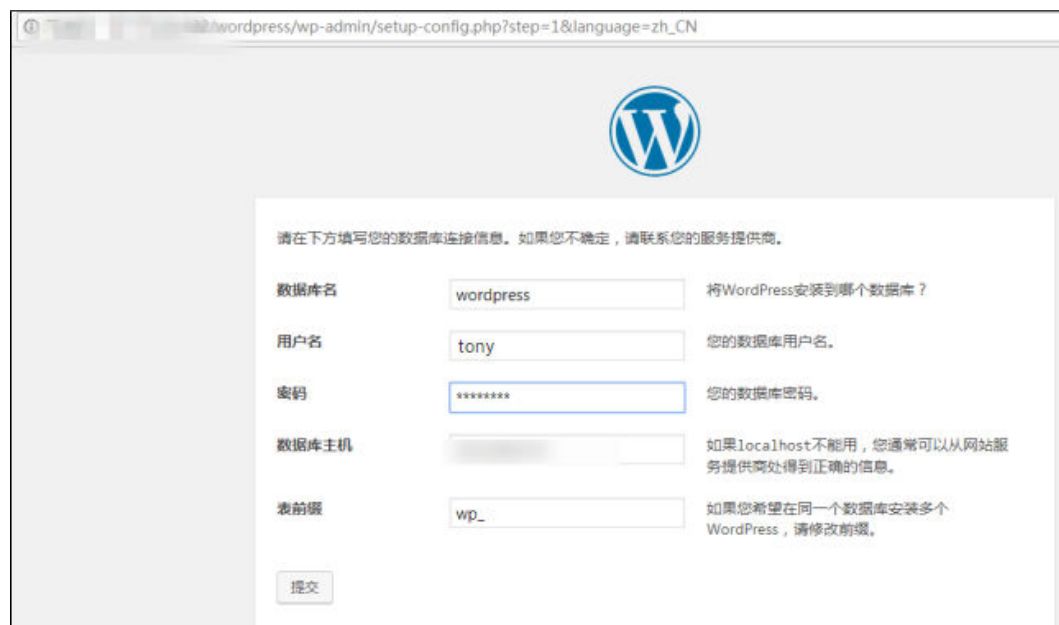 /wordpress/wp-admin/setup-config.php?step=1&language=zh_CN
请在下方填写您的数据库连接信息。如果您不确定，请联系您的服务提供商。
数据库名 wordpress 将WordPress安装到哪个数据库？
用户名 tony 您的数据库用户名。
密码 ******** 您的数据库密码。
数据库主机 如果localhost不能用，您通常可以从网站服
务提供商处得到正确的信息。
表前缀 wp_ 如果您希望在同一个数据库安装多个
WordPress，请修改前缀。
提交